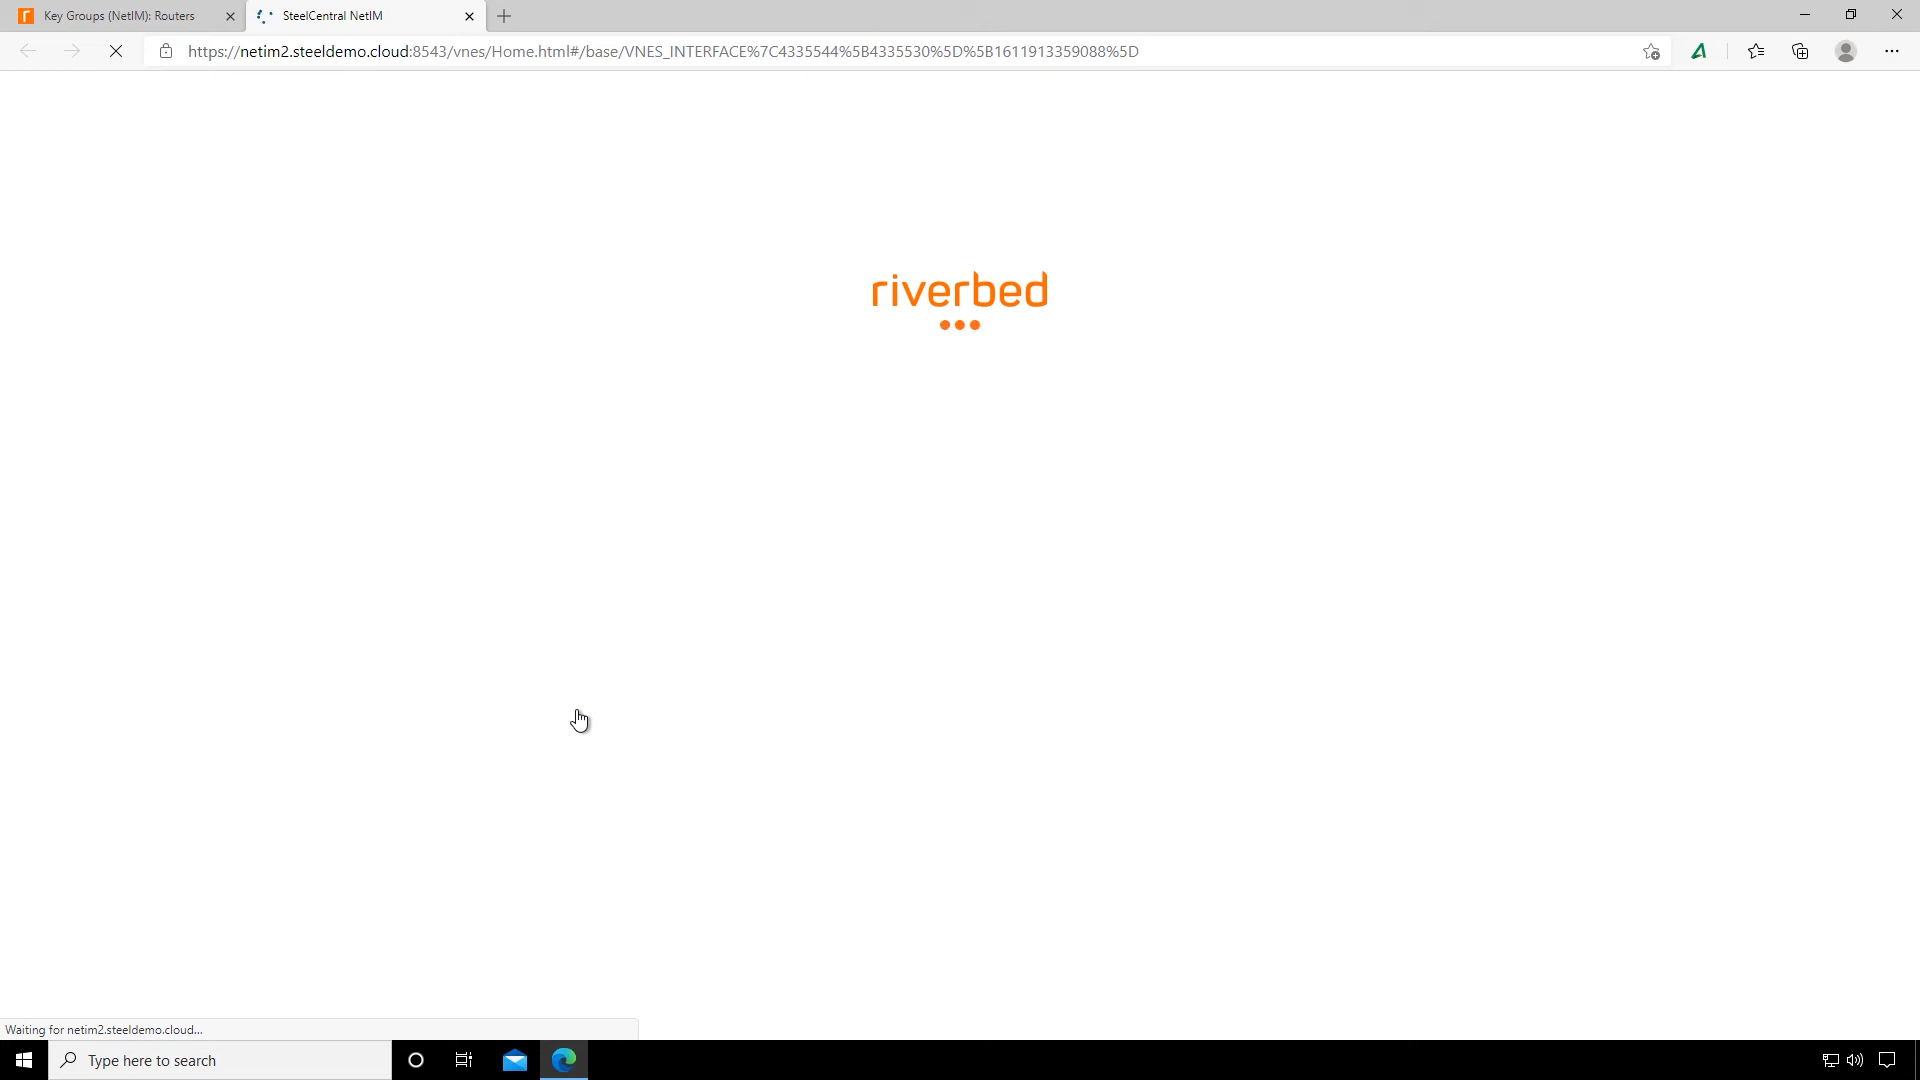 Key Groups (NetIM): Routers
SteelCentral NetIM
https://netim2.steeldemo.cloud:8543/vnes/Home.html#/base/VNES_INTERFACE%7C4335544%5B4335530%5D%5B1611913359088%5D
riverbed
Waiting for netim2.steeldemo.cloud...
Type here to search